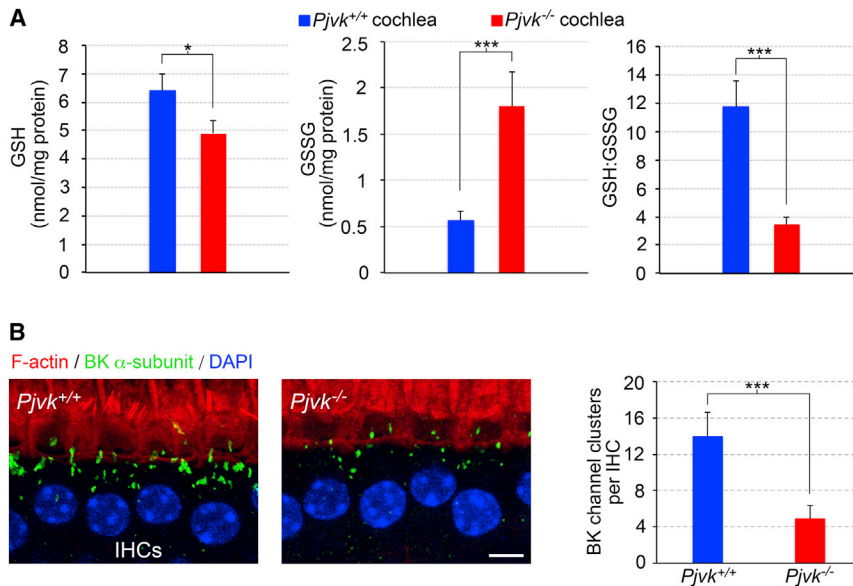 A
Pjvk+/+ cochlea
Pjvk-/- cochlea
GSH
(nmol/mg protein)
8
7
6
5
4
3
2
1
0
*
GSSG
(nmol/mg protein)
2.5
2
1.5
1
0.5
0
***
GSH:GSSG
16
14
12
10
8
6
4
2
0
***
B
F-actin / BK α-subunit / DAPI
Pjvk+/+
IHCs
Pjvk-/-
BK channel clusters
per IHC
20
16
12
8
4
0
***
Pjvk+/+
Pjvk-/-